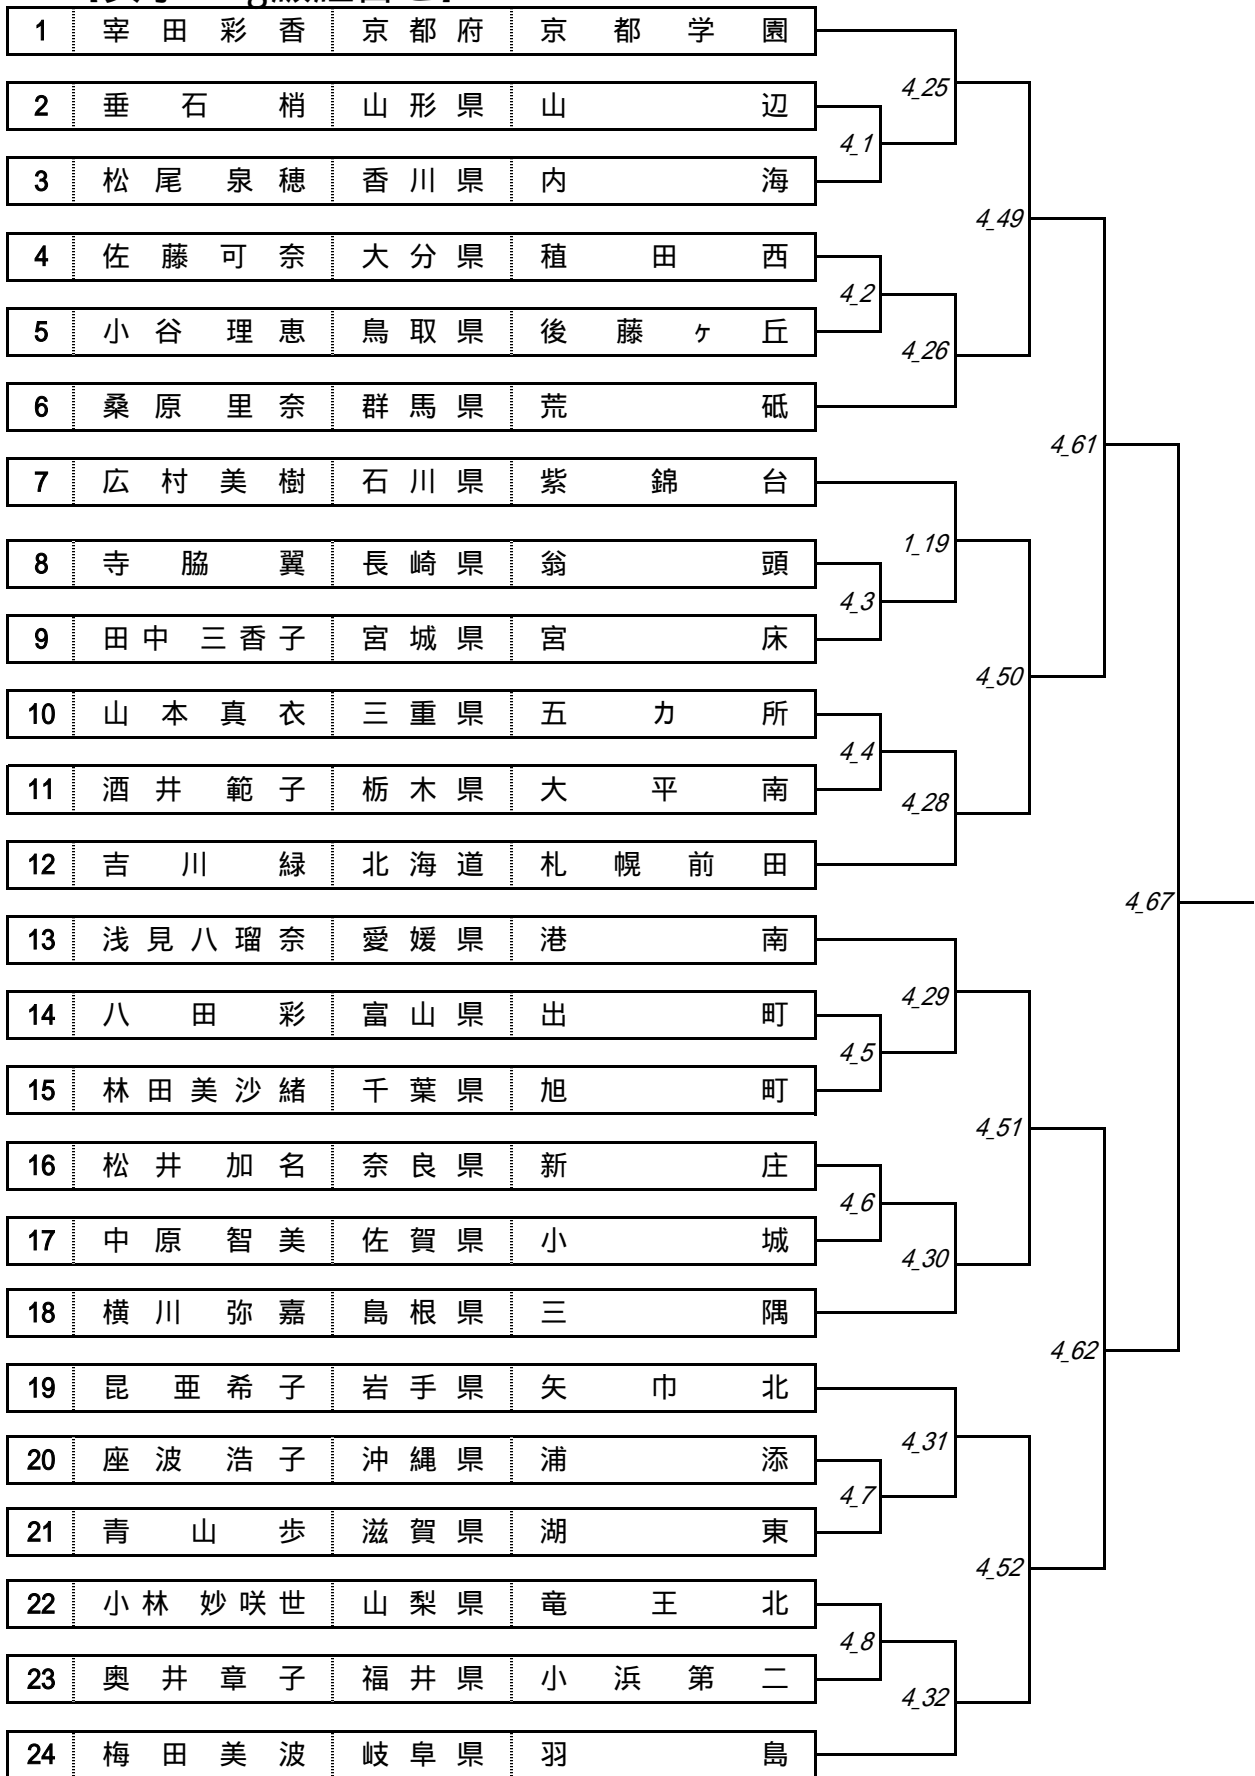 1 宰田彩香 京都府 京都学園
4_25
2 垂石梢 山形県 山辺
4_1
3 松尾泉穂 香川県 内海
4_49
4 佐藤可奈 大分県 稙田西
4_2
5 小谷理恵 鳥取県 後藤ヶ丘
4_26
6 桑原里奈 群馬県 荒砥
4_61
7 広村美樹 石川県 紫錦台
1_19
8 寺脇翼 長崎県 翁頭
4_3
9 田中三香子 宮城県 宮床
4_50
10 山本真衣 三重県 五カ所
4_4
11 酒井範子 栃木県 大平南
4_28
12 吉川緑 北海道 札幌前田
4_67
13 浅見八瑠奈 愛媛県 港南
4_29
14 八田彩 富山県 出町
4_5
15 林田美沙緒 千葉県 旭町
4_51
16 松井加名 奈良県 新庄
4_6
17 中原智美 佐賀県 小城
4_30
18 横川弥嘉 島根県 三隅
4_62
19 昆亜希子 岩手県 矢巾北
4_31
20 座波浩子 沖縄県 浦添
4_7
21 青山歩 滋賀県 湖東
4_52
22 小林妙咲世 山梨県 竜王北
4_8
23 奥井章子 福井県 小浜第二
4_32
24 梅田美波 岐阜県 羽島